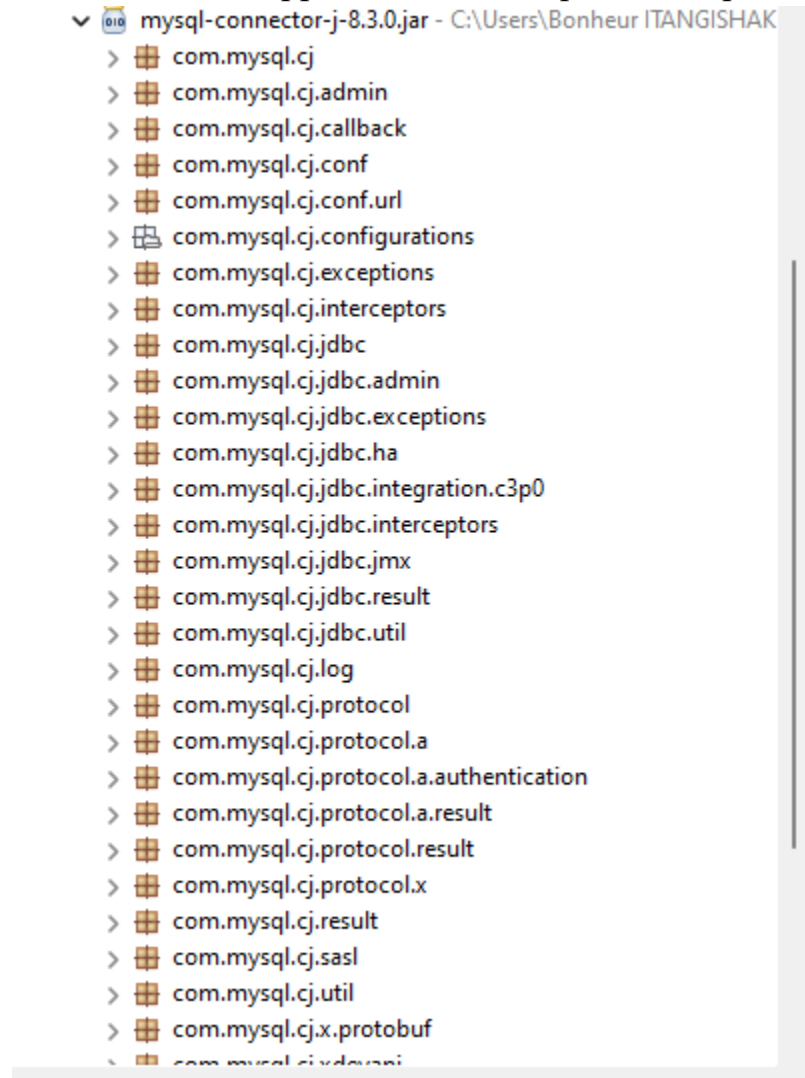 mysql-connector-j-8.3.0.jar - C:\Users\Bonheur ITANGISHAK
com.mysql.cj
com.mysql.cj.admin
com.mysql.cj.callback
com.mysql.cj.conf
com.mysql.cj.conf.url
com.mysql.cj.configurations
com.mysql.cj.exceptions
com.mysql.cj.interceptors
com.mysql.cj.jdbc
com.mysql.cj.jdbc.admin
com.mysql.cj.jdbc.exceptions
com.mysql.cj.jdbc.ha
com.mysql.cj.jdbc.integration.c3p0
com.mysql.cj.jdbc.interceptors
com.mysql.cj.jdbc.jmx
com.mysql.cj.jdbc.result
com.mysql.cj.jdbc.util
com.mysql.cj.log
com.mysql.cj.protocol
com.mysql.cj.protocol.a
com.mysql.cj.protocol.a.authentication
com.mysql.cj.protocol.a.result
com.mysql.cj.protocol.result
com.mysql.cj.protocol.x
com.mysql.cj.result
com.mysql.cj.sasl
com.mysql.cj.util
com.mysql.cj.x.protobuf
com.mysql.cj.xdevapi